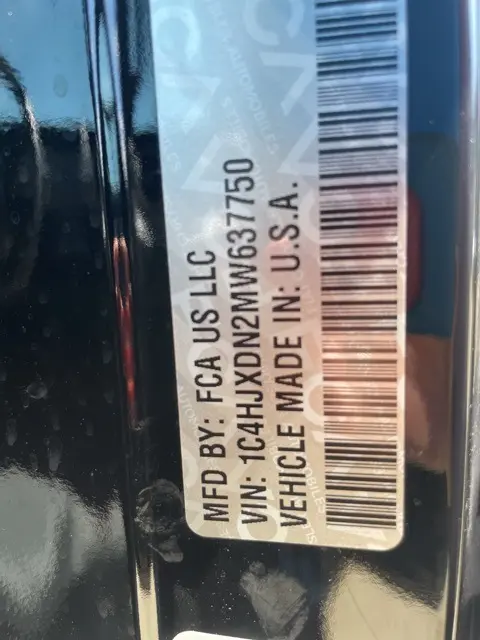 MFD BY: FCA US LLC
VIN: 1C4HJXDN2MW637750
VEHICLE MADE IN: U.S.A.